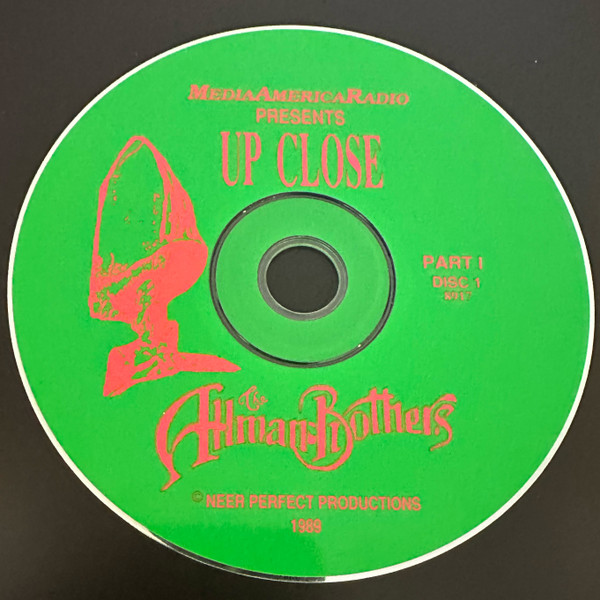 MEDIAAMERICARADIO
PRESENTS
UP CLOSE
PART I
DISC 1
The
Allman Brothers
© NEER PERFECT PRODUCTIONS
1989